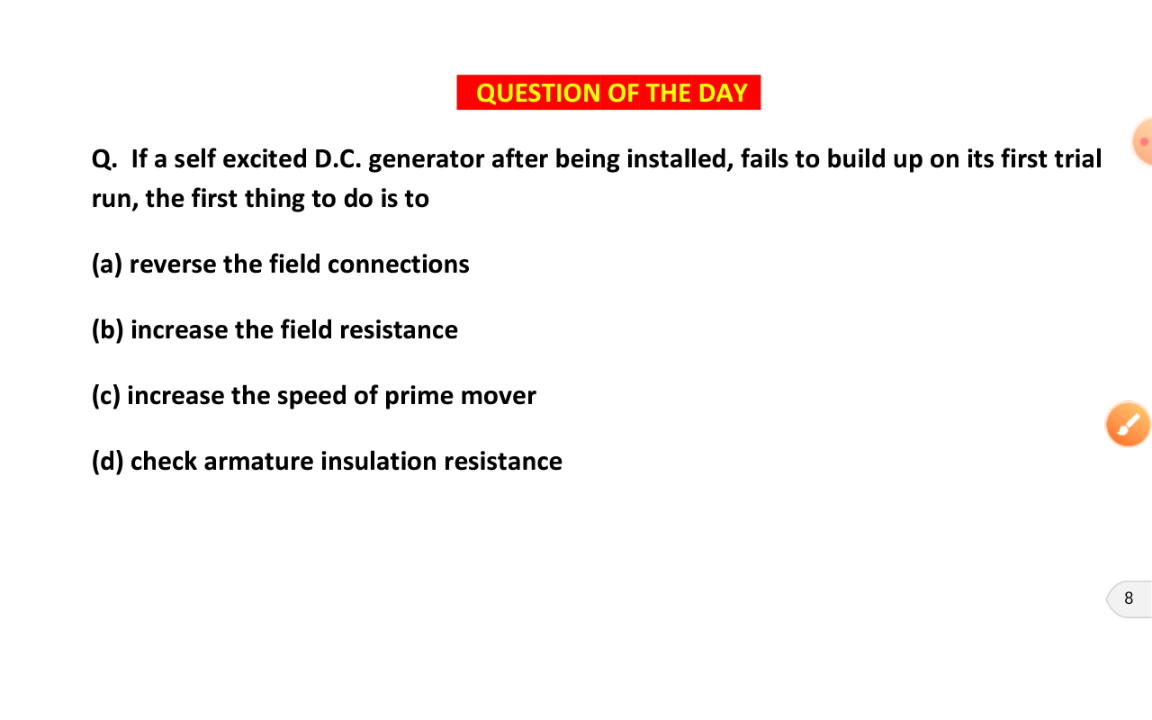 QUESTION OF THE DAY
Q. If a self excited D.C. generator after being installed, fails to build up on its first trial
run, the first thing to do is to
(a) reverse the field connections
(b) increase the field resistance
(c) increase the speed of prime mover
(d) check armature insulation resistance
8